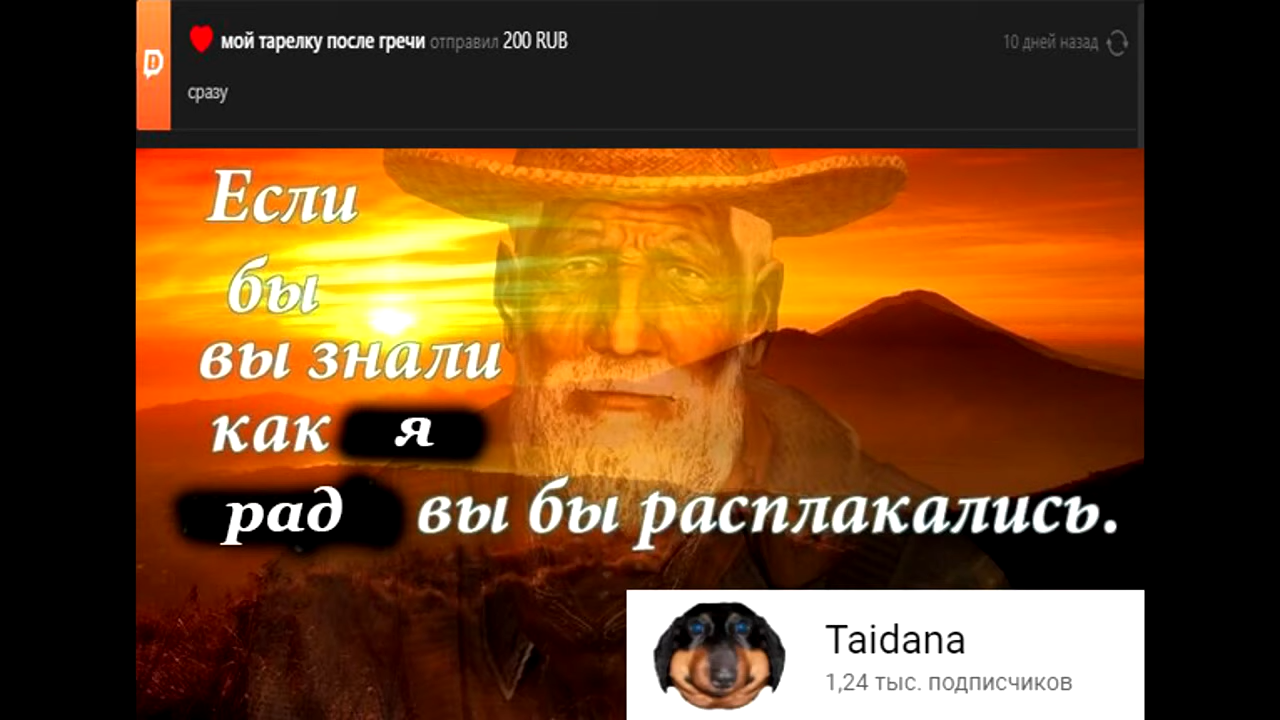 мой тарелку после гречи отправил 200 RUB
10 дней назад
сразу
Если
бы
вы знали
как я
рад вы бы расплакались.
Taidana
1,24 тыс. подписчиков